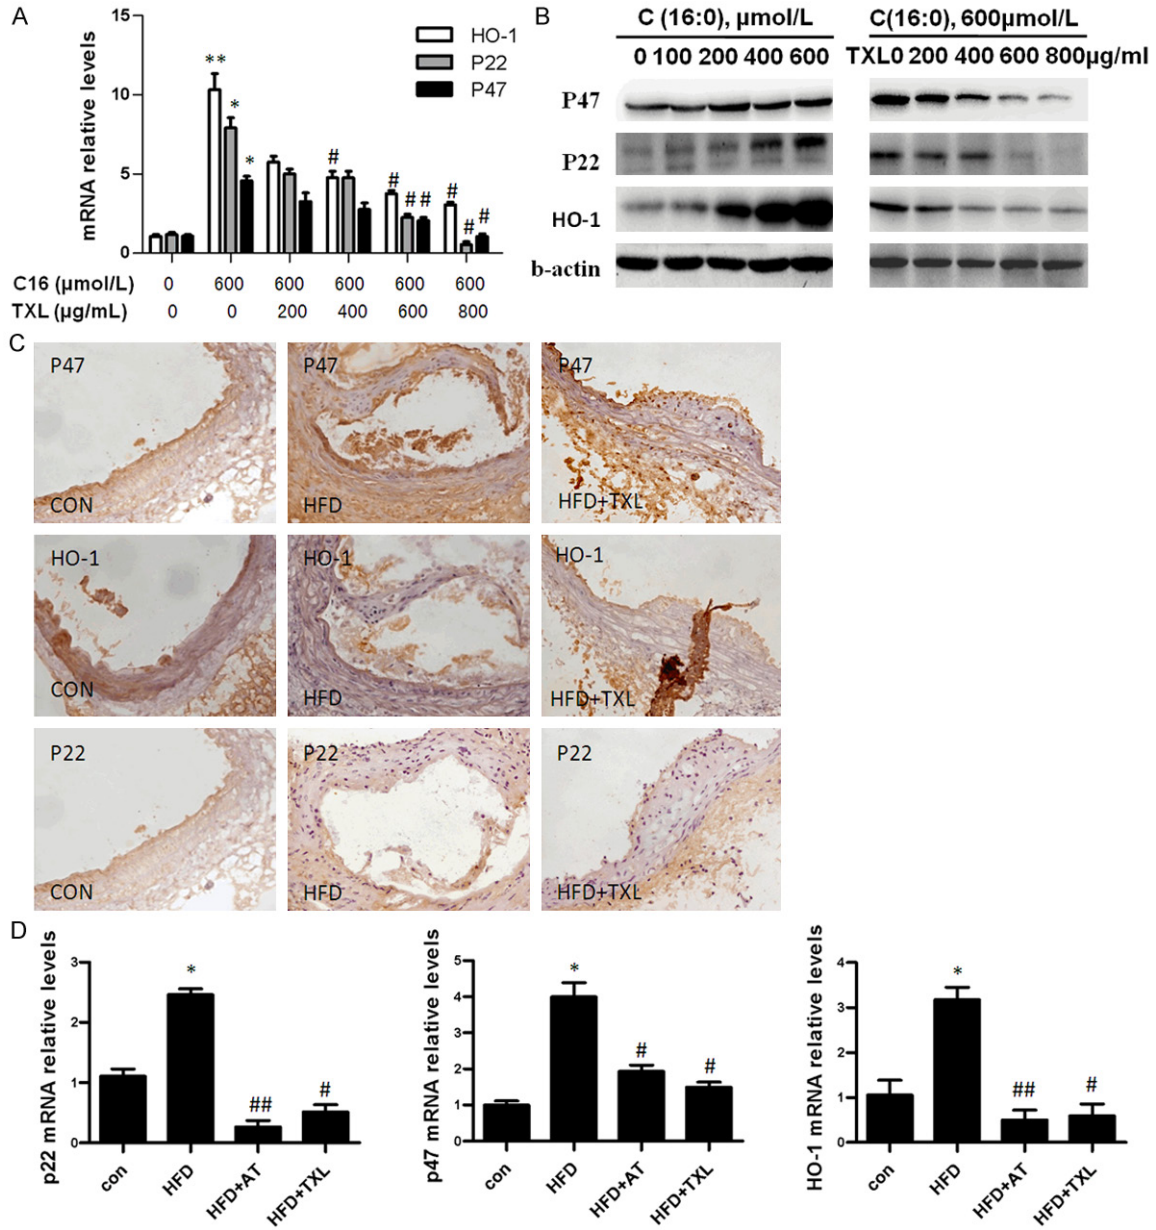 A
mRNA relative levels
15
10
5
0
** * *
# # # # # # #
HO-1
P22
P47
C16 (μmol/L) 0 600 600 600 600 600
TXL (μg/mL) 0 0 200 400 600 800
B
C (16:0), μmol/L
0 100 200 400 600
C(16:0), 600μmol/L
TXL0 200 400 600 800μg/ml
P47
P22
HO-1
b-actin
C
P47
CON
P47
HFD
P47
HFD+TXL
HO-1
CON
HO-1
HFD
HO-1
HFD+TXL
P22
CON
P22
HFD
P22
HFD+TXL
D
p22 mRNA relative levels
3
2
1
0
* ## #
con HFD HFD+AT HFD+TXL
p47 mRNA relative levels
5
4
3
2
1
0
* # #
con HFD HFD+AT HFD+TXL
HO-1 mRNA relative levels
4
3
2
1
0
* ## #
con HFD HFD+AT HFD+TXL